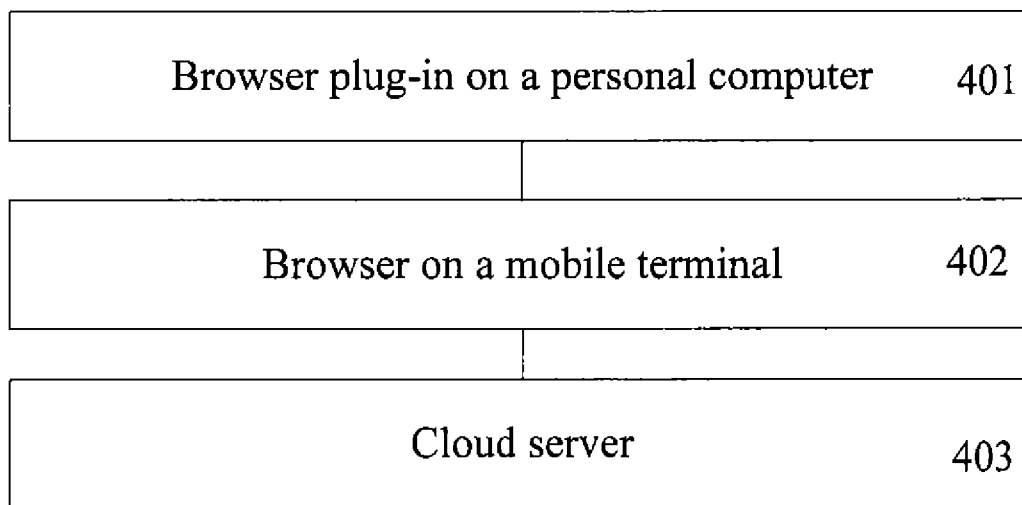 Browser plug-in on a personal computer 401
Browser on a mobile terminal 402
Cloud server 403